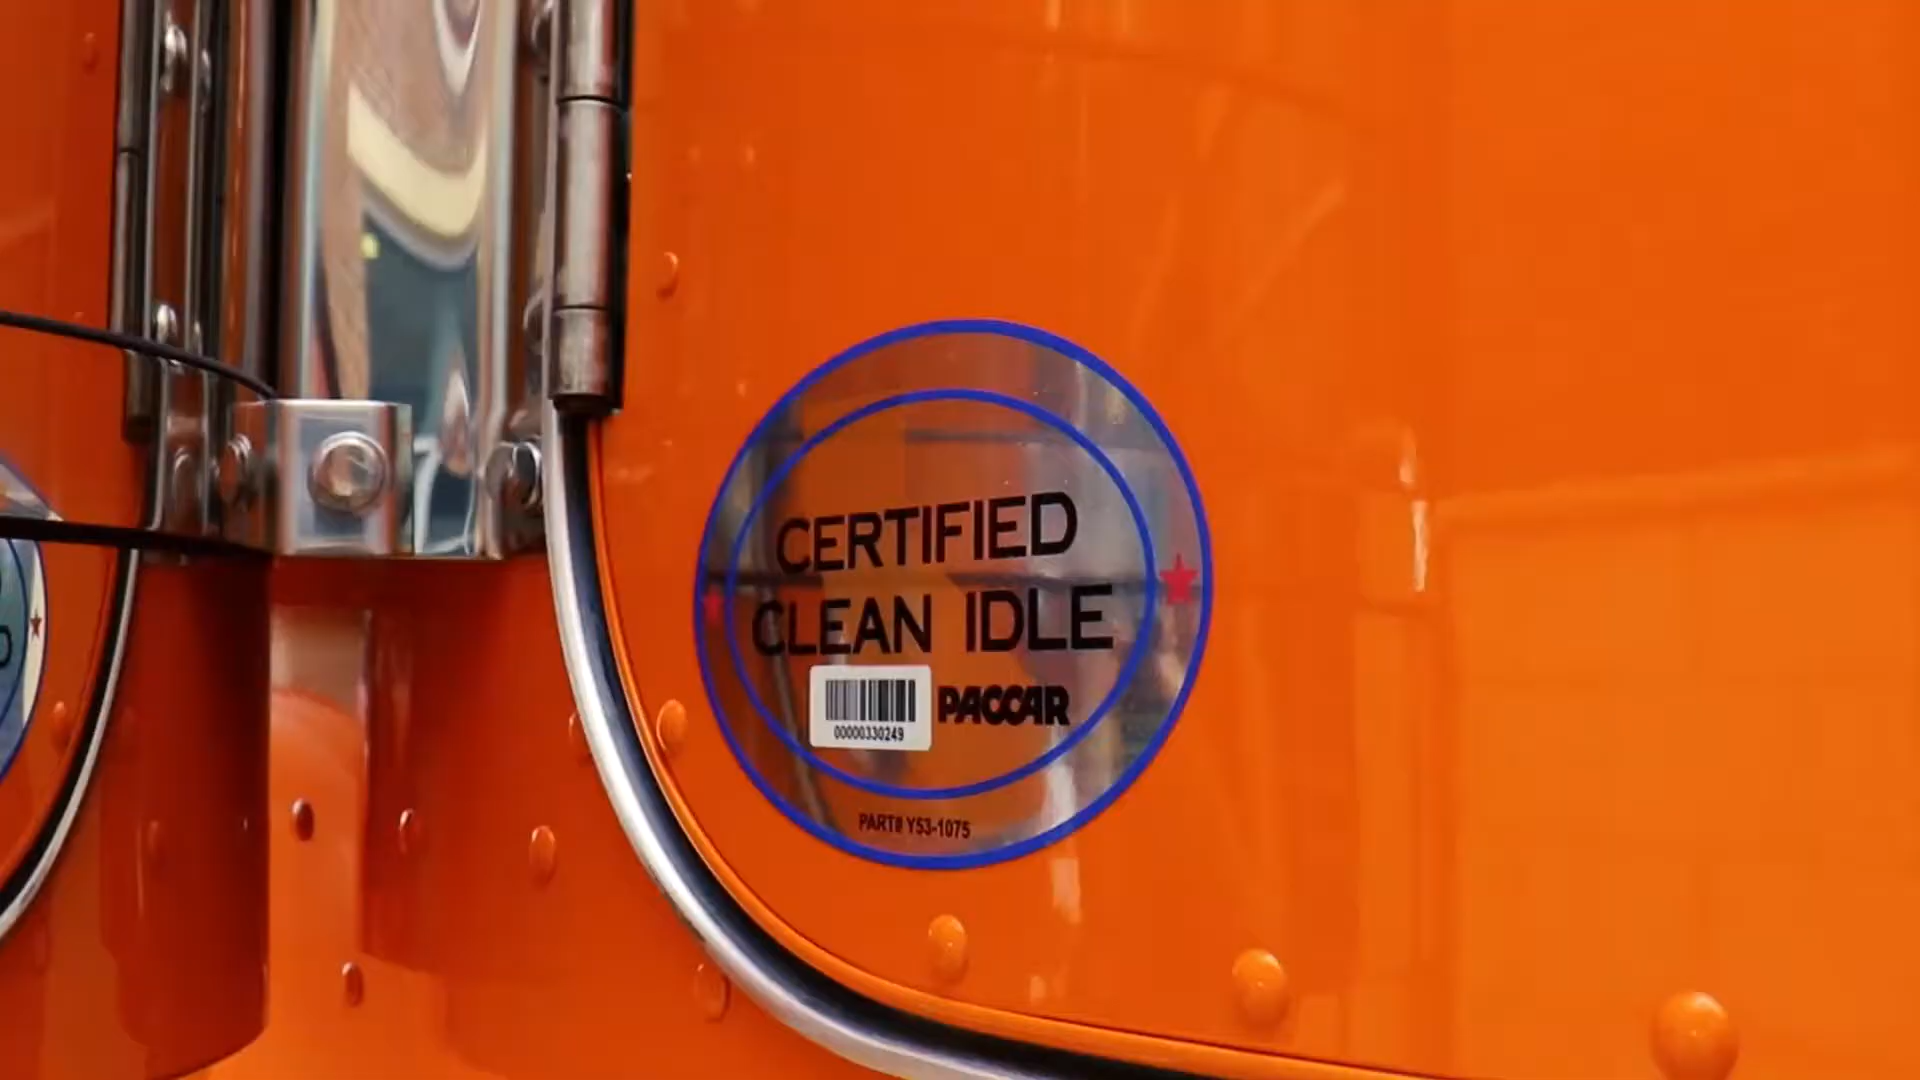 CERTIFIED
CLEAN IDLE
PACCAR
00000330249
PART# Y53-1075